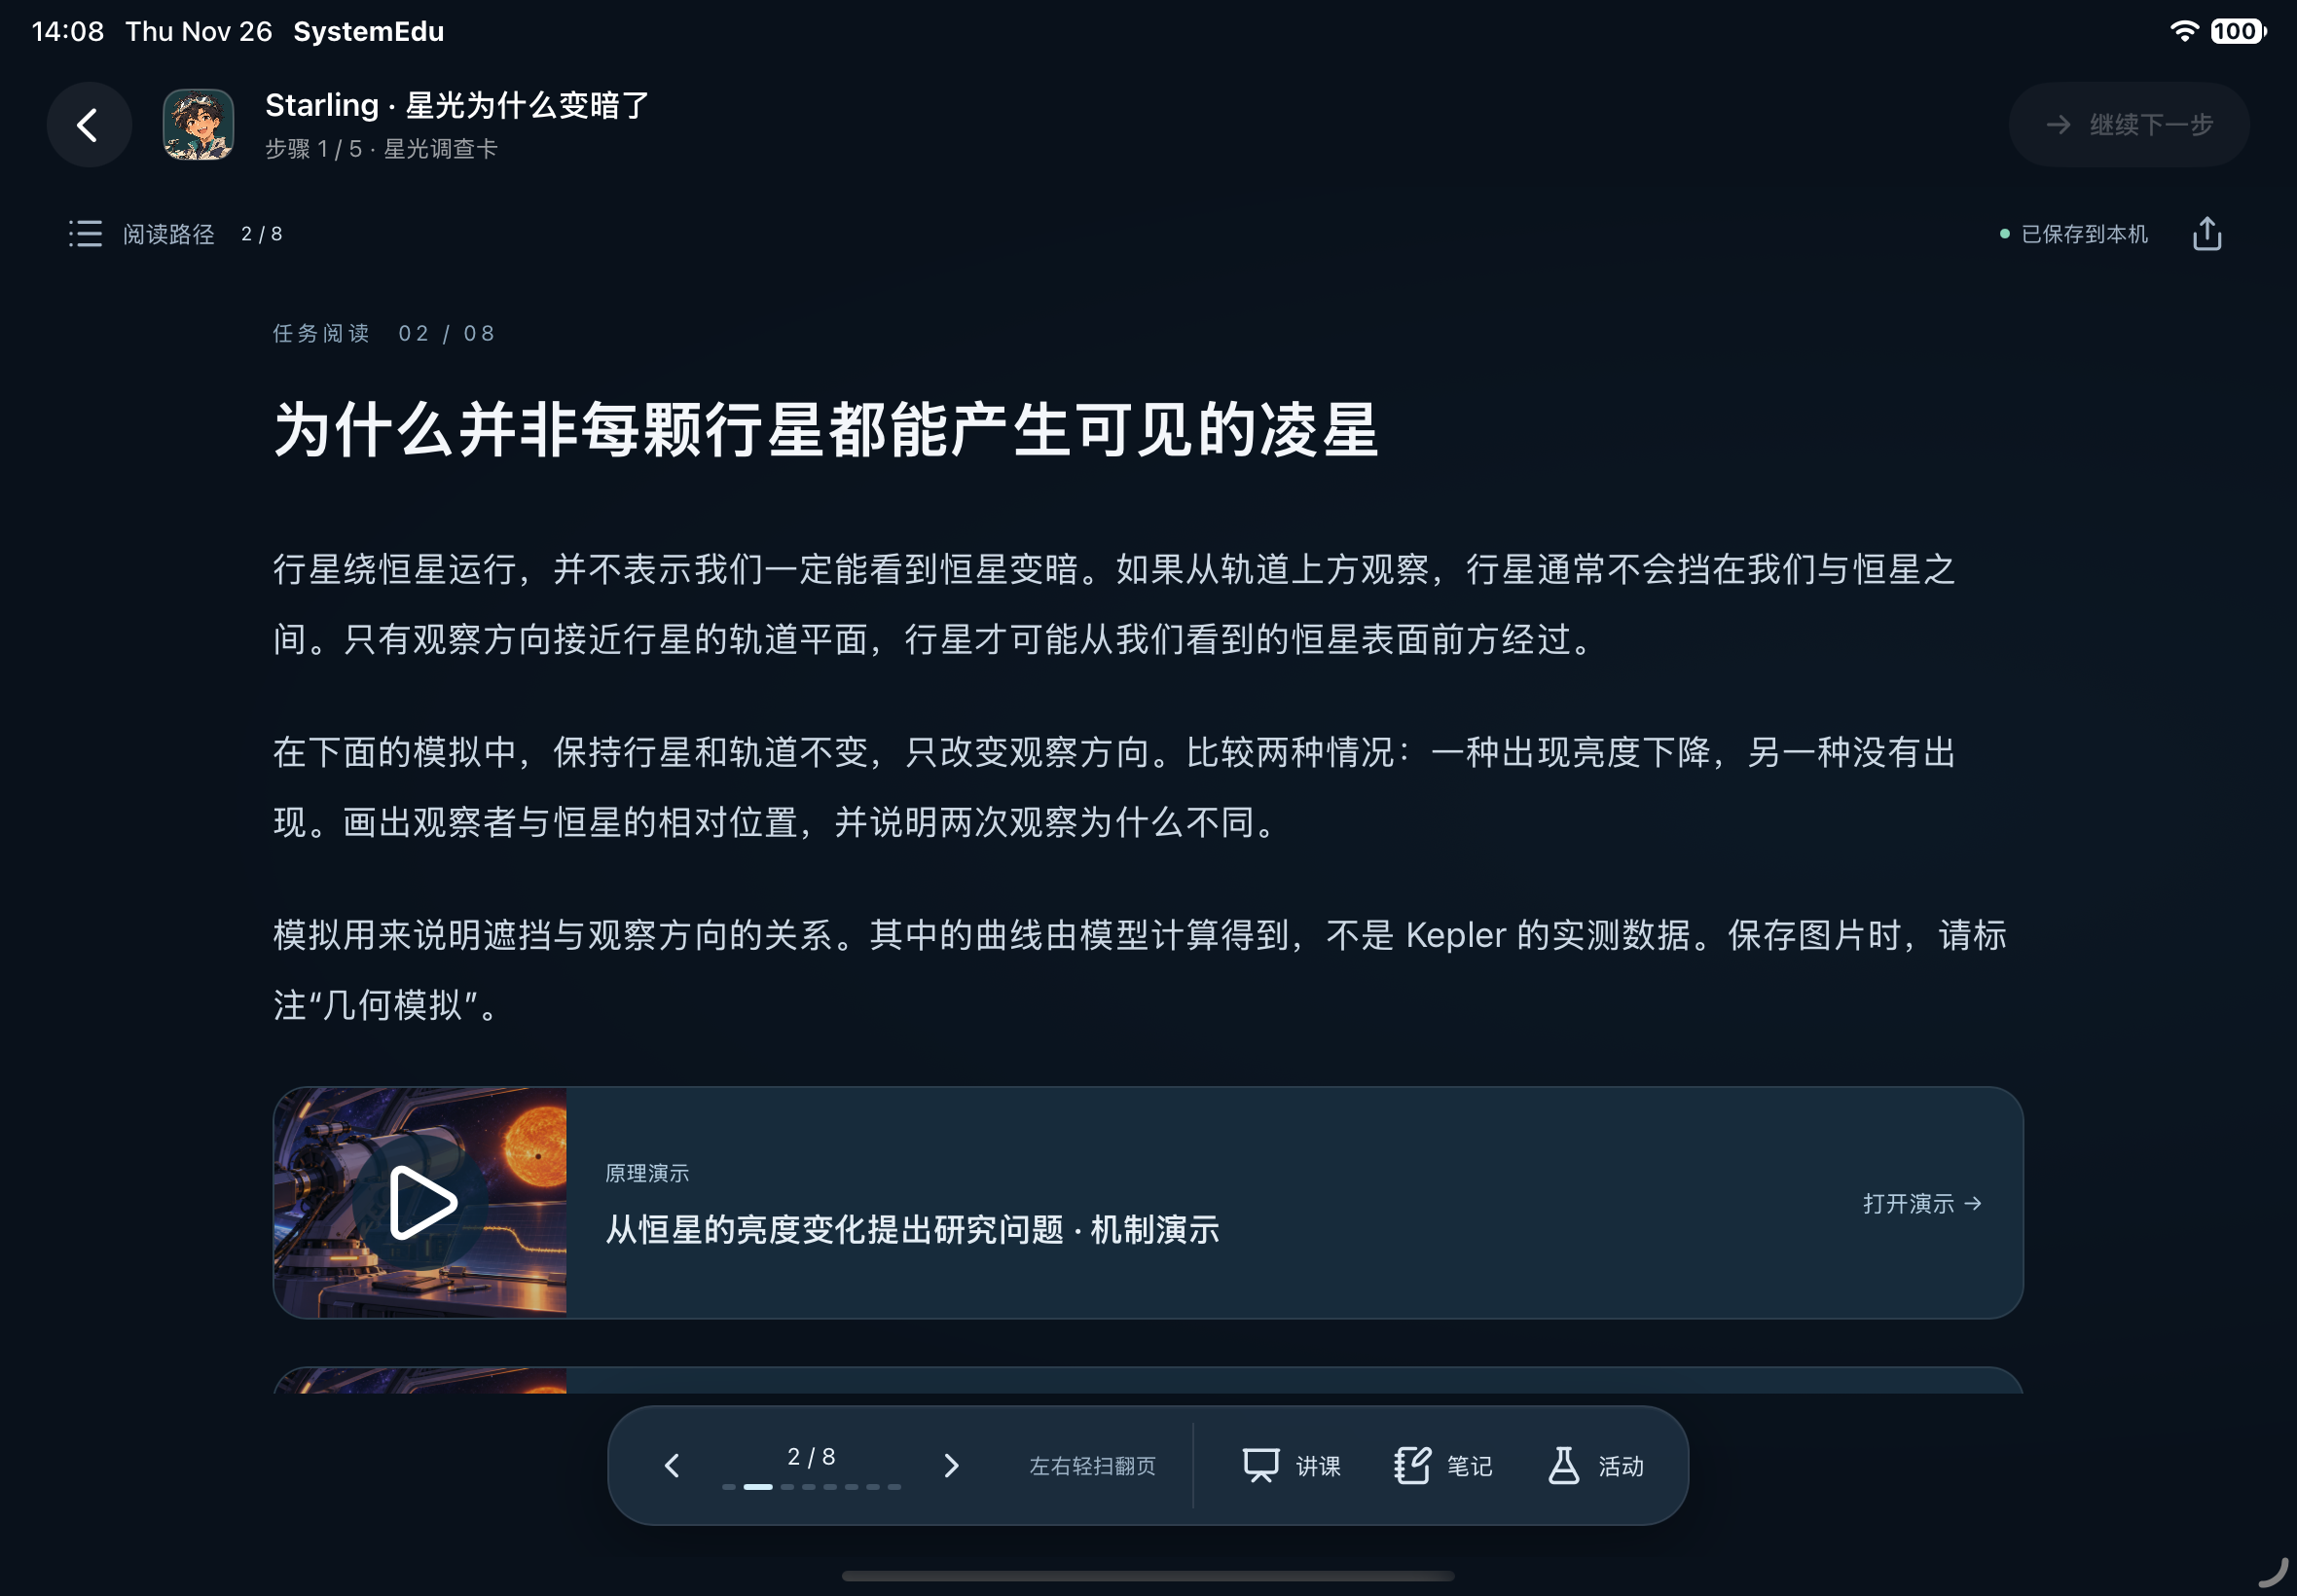 14:08 Thu Nov 26 SystemEdu
100
Starling · 星光为什么变暗了
步骤 1 / 5 · 星光调查卡
继续下一步
阅读路径 2 / 8
已保存到本机
任务阅读 02 / 08
为什么并非每颗行星都能产生可见的凌星
行星绕恒星运行，并不表示我们一定能看到恒星变暗。如果从轨道上方观察，行星通常不会挡在我们与恒星之
间。只有观察方向接近行星的轨道平面，行星才可能从我们看到的恒星表面前方经过。
在下面的模拟中，保持行星和轨道不变，只改变观察方向。比较两种情况：一种出现亮度下降，另一种没有出
现。画出观察者与恒星的相对位置，并说明两次观察为什么不同。
模拟用来说明遮挡与观察方向的关系。其中的曲线由模型计算得到，不是 Kepler 的实测数据。保存图片时，请标
注“几何模拟”。
原理演示
从恒星的亮度变化提出研究问题 · 机制演示
打开演示 →
2 / 8
左右轻扫翻页
讲课
笔记
活动